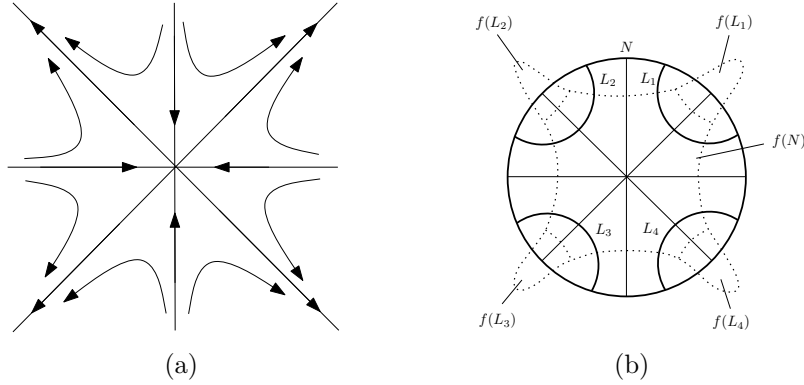 f(L₂)
f(L₁)
N
L₂
L₁
f(N)
L₃
L₄
f(L₃)
f(L₄)
(a)
(b)